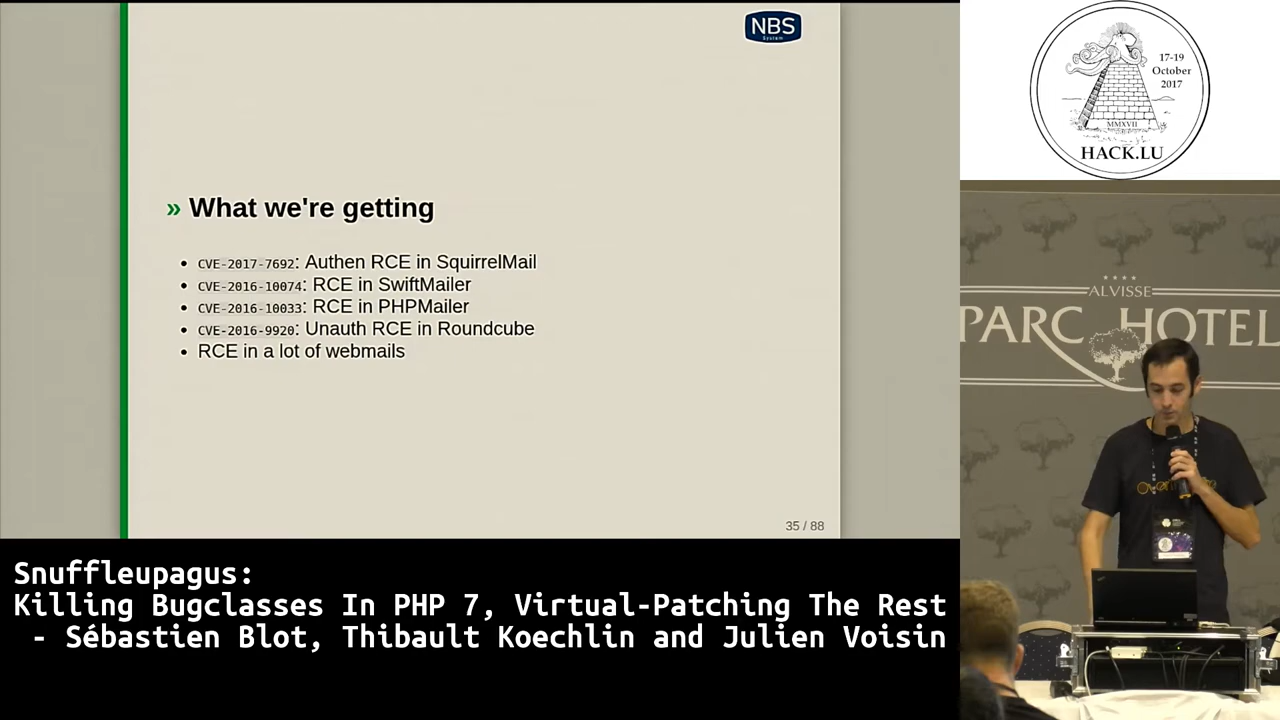 NBS
System
» What we're getting
• CVE-2017-7692: Authen RCE in SquirrelMail
• CVE-2016-10074: RCE in SwiftMailer
• CVE-2016-10033: RCE in PHPMailer
• CVE-2016-9920: Unauth RCE in Roundcube
• RCE in a lot of webmails
35 / 88
17-19
October
2017
MMXVII
HACK.LU
ALVISSE
PARC HOTEL
Snuffleupagus:
Killing Bugclasses In PHP 7, Virtual-Patching The Rest
- Sébastien Blot, Thibault Koechlin and Julien Voisin